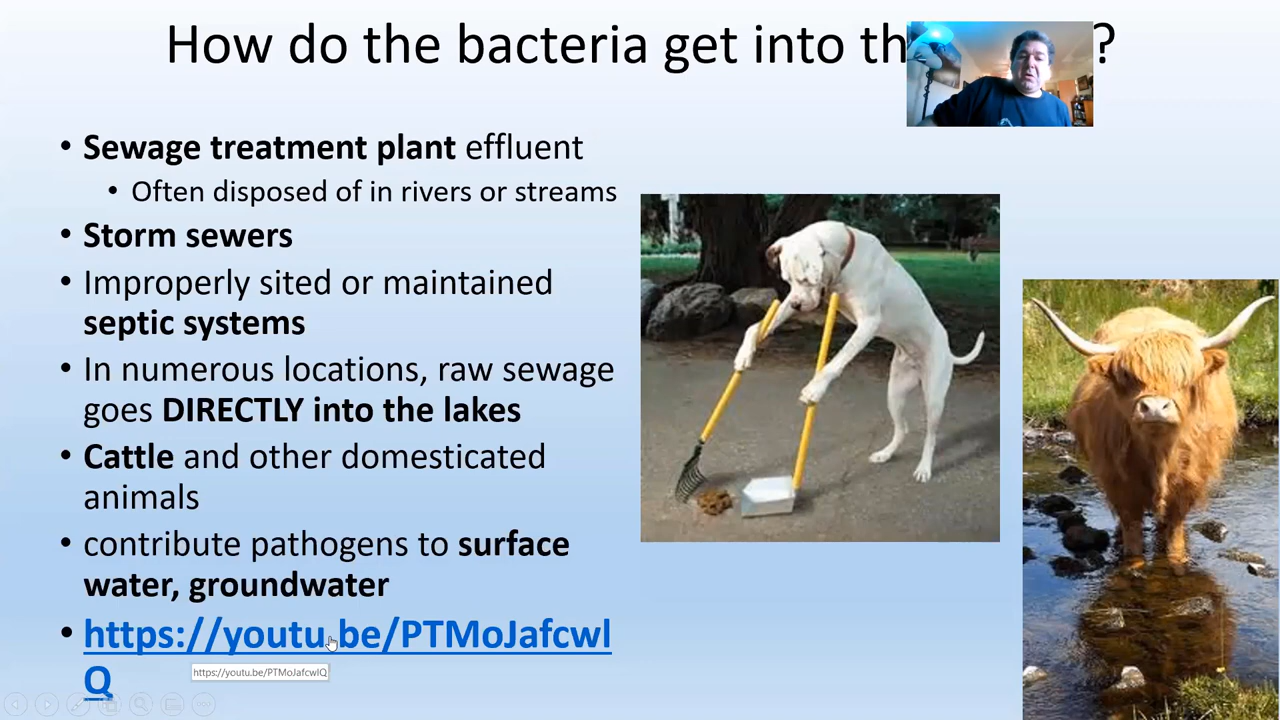 How do the bacteria get into th ?
• Sewage treatment plant effluent
• Often disposed of in rivers or streams
• Storm sewers
• Improperly sited or maintained
septic systems
• In numerous locations, raw sewage
goes DIRECTLY into the lakes
• Cattle and other domesticated
animals
• contribute pathogens to surface
water, groundwater
• https://youtu.be/PTMoJafcwl
Q
https://youtu.be/PTMoJafcwlQ